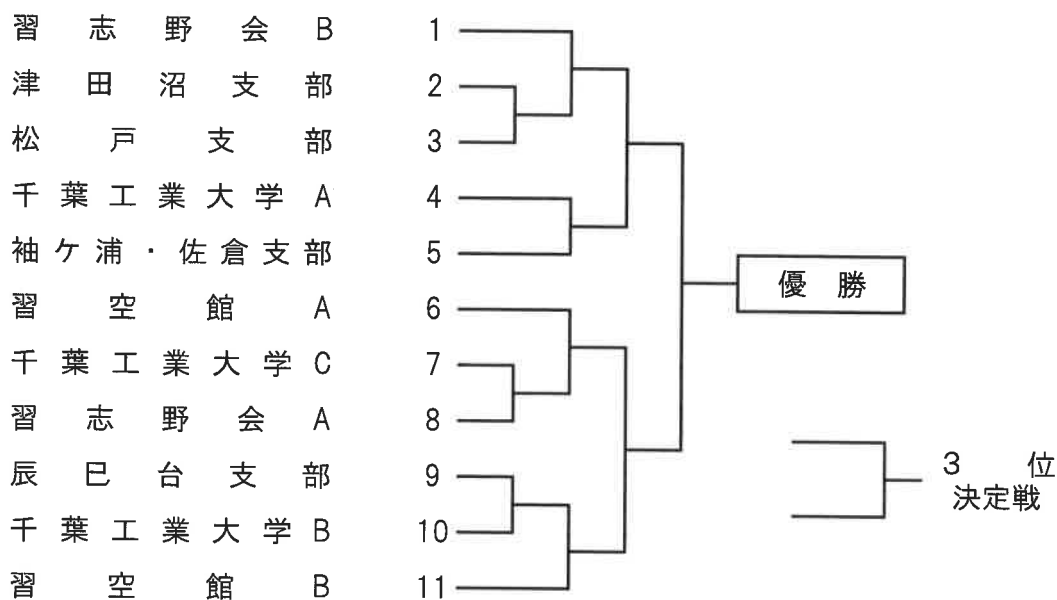 習志野会B 1
津田沼支部 2
松戸支部 3
千葉工業大学A 4
袖ケ浦・佐倉支部 5
習空館A 6
千葉工業大学C 7
習志野会A 8
辰巳台支部 9
千葉工業大学B 10
習空館B 11
優勝
3位
決定戦